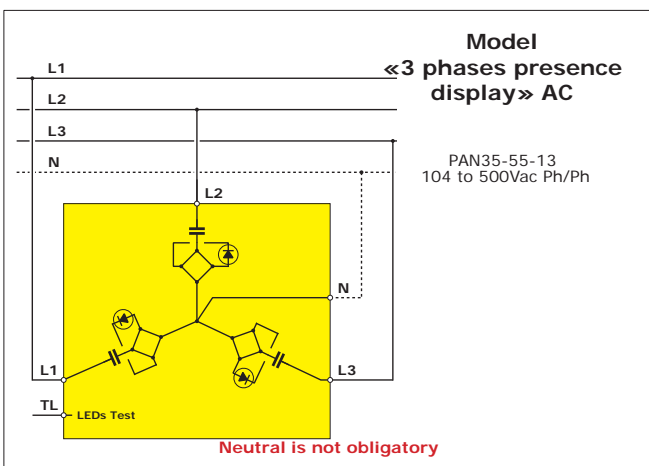 Model
«3 phases presence
display» AC
L1
L2
L3
N
PAN35-55-13
104 to 500Vac Ph/Ph
L2
N
L1
L3
TL
LEDs Test
Neutral is not obligatory